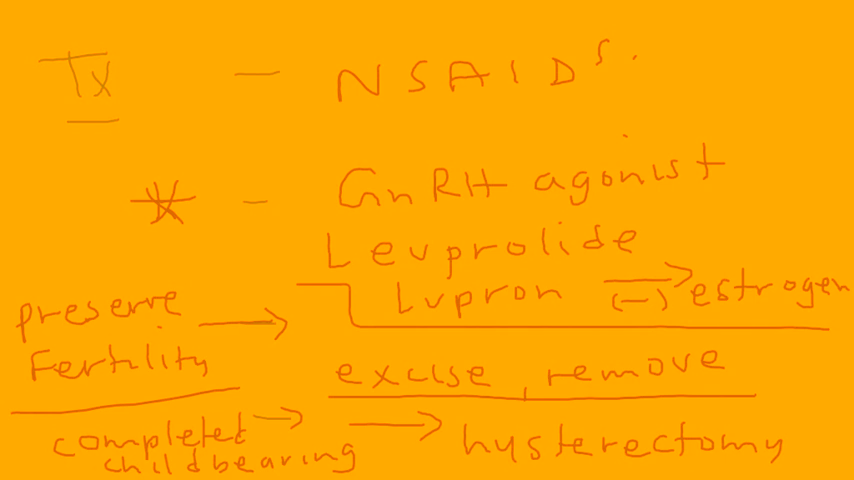 Tx - NSAIDs.
* - GnRH agonist
Leuprolide
Lupron → (-) estrogen
preserve →
Fertility
excise, remove
completed → → hysterectomy
childbearing